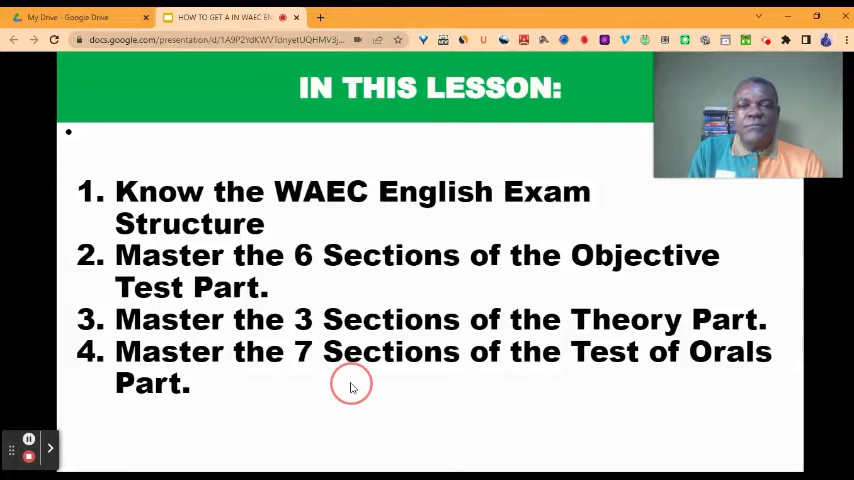 My Drive - Google Drive
HOW TO GET A IN WAEC EN
docs.google.com/presentation/d/1A9P2YdKWVTdnyetUQHMV3j...
IN THIS LESSON:
1. Know the WAEC English Exam
Structure
2. Master the 6 Sections of the Objective
Test Part.
3. Master the 3 Sections of the Theory Part.
4. Master the 7 Sections of the Test of Orals
Part.